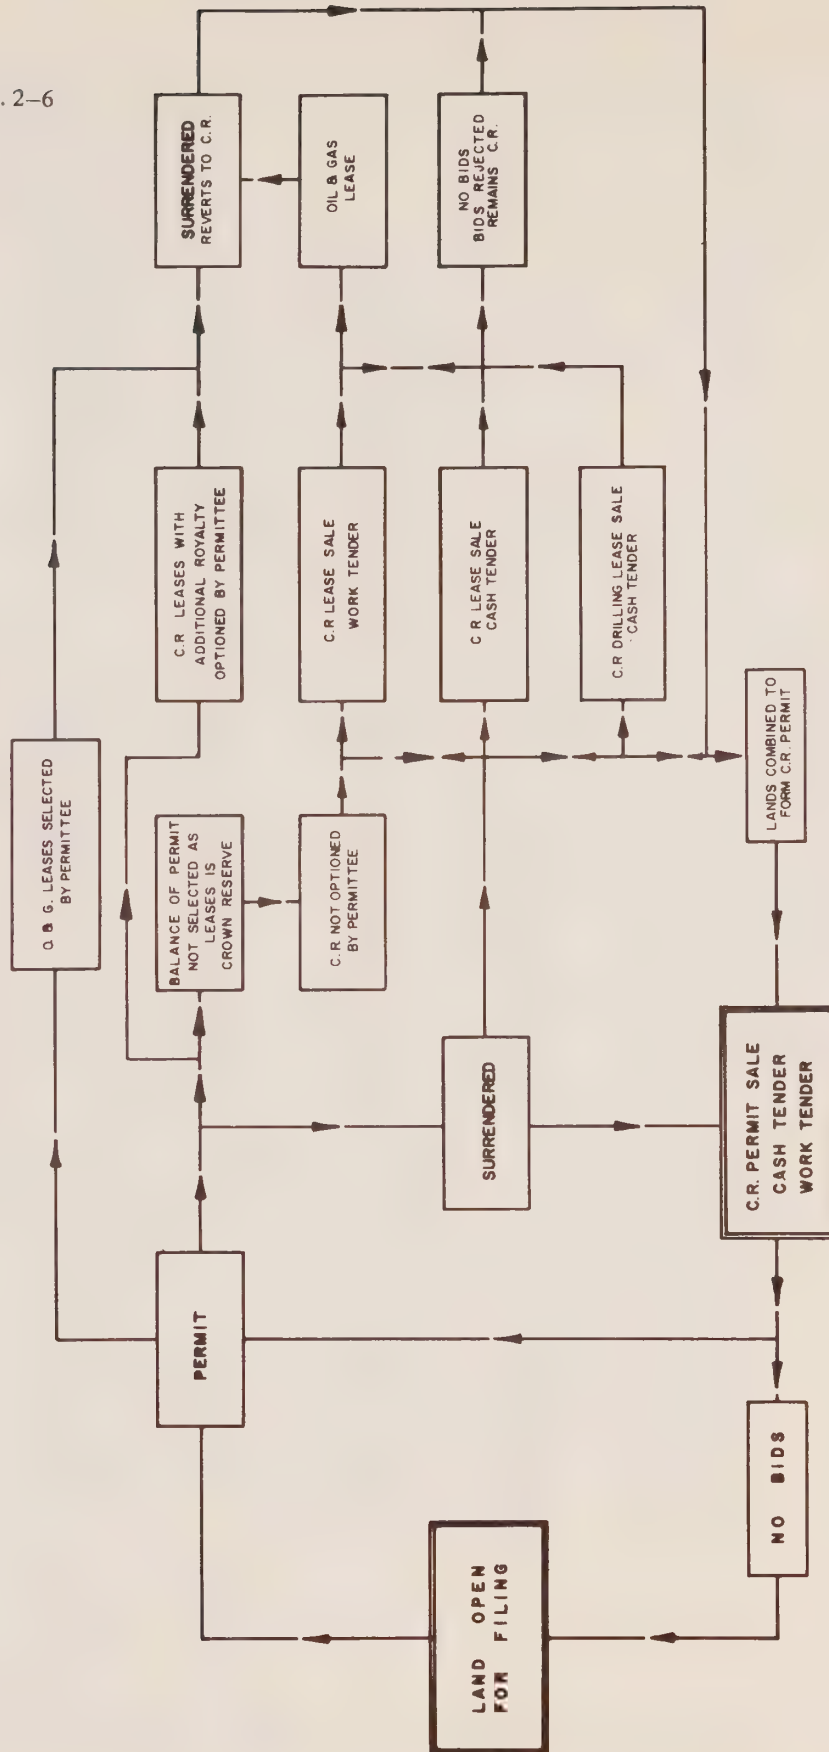 . 2–6
LAND OPEN
FOR FILING
NO BIDS
PERMIT
SURRENDERED
C.R. PERMIT SALE
CASH TENDER
WORK TENDER
O. & G. LEASES SELECTED
BY PERMITTEE
BALANCE OF PERMIT
NOT SELECTED AS
LEASES IS
CROWN RESERVE
C.R. NOT OPTIONED
BY PERMITTEE
LANDS COMBINED TO
FORM C.R. PERMIT
C.R LEASES WITH
ADDITIONAL ROYALTY
OPTIONED BY PERMITTEE
C.R LEASE SALE
WORK TENDER
C R LEASE SALE
CASH TENDER
C.R DRILLING LEASE SALE
CASH TENDER
SURRENDERED
REVERTS TO C.R.
OIL & GAS
LEASE
NO BIDS
BIDS REJECTED
REMAINS C.R.